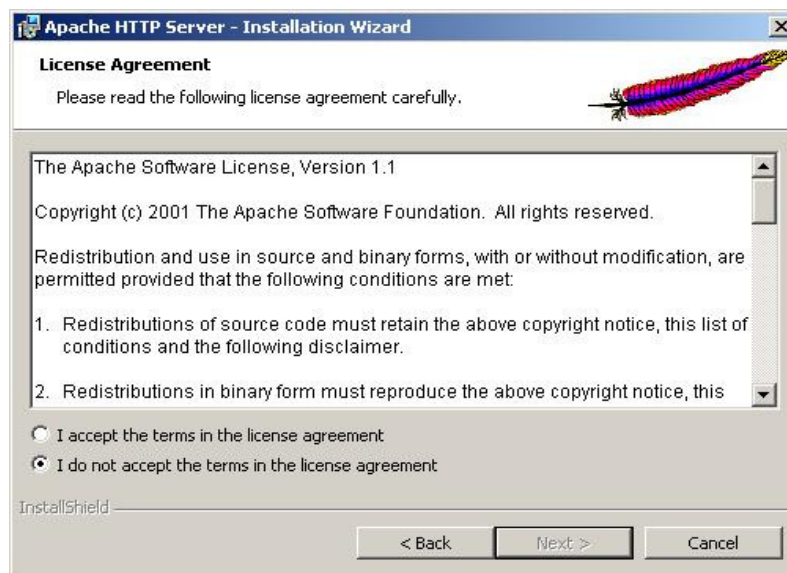 Apache HTTP Server - Installation Wizard
License Agreement
Please read the following license agreement carefully.
The Apache Software License, Version 1.1
Copyright (c) 2001 The Apache Software Foundation.  All rights reserved.
Redistribution and use in source and binary forms, with or without modification, are
permitted provided that the following conditions are met:
1.  Redistributions of source code must retain the above copyright notice, this list of
conditions and the following disclaimer.
2.  Redistributions in binary form must reproduce the above copyright notice, this
I accept the terms in the license agreement
I do not accept the terms in the license agreement
InstallShield
< Back
Next >
Cancel